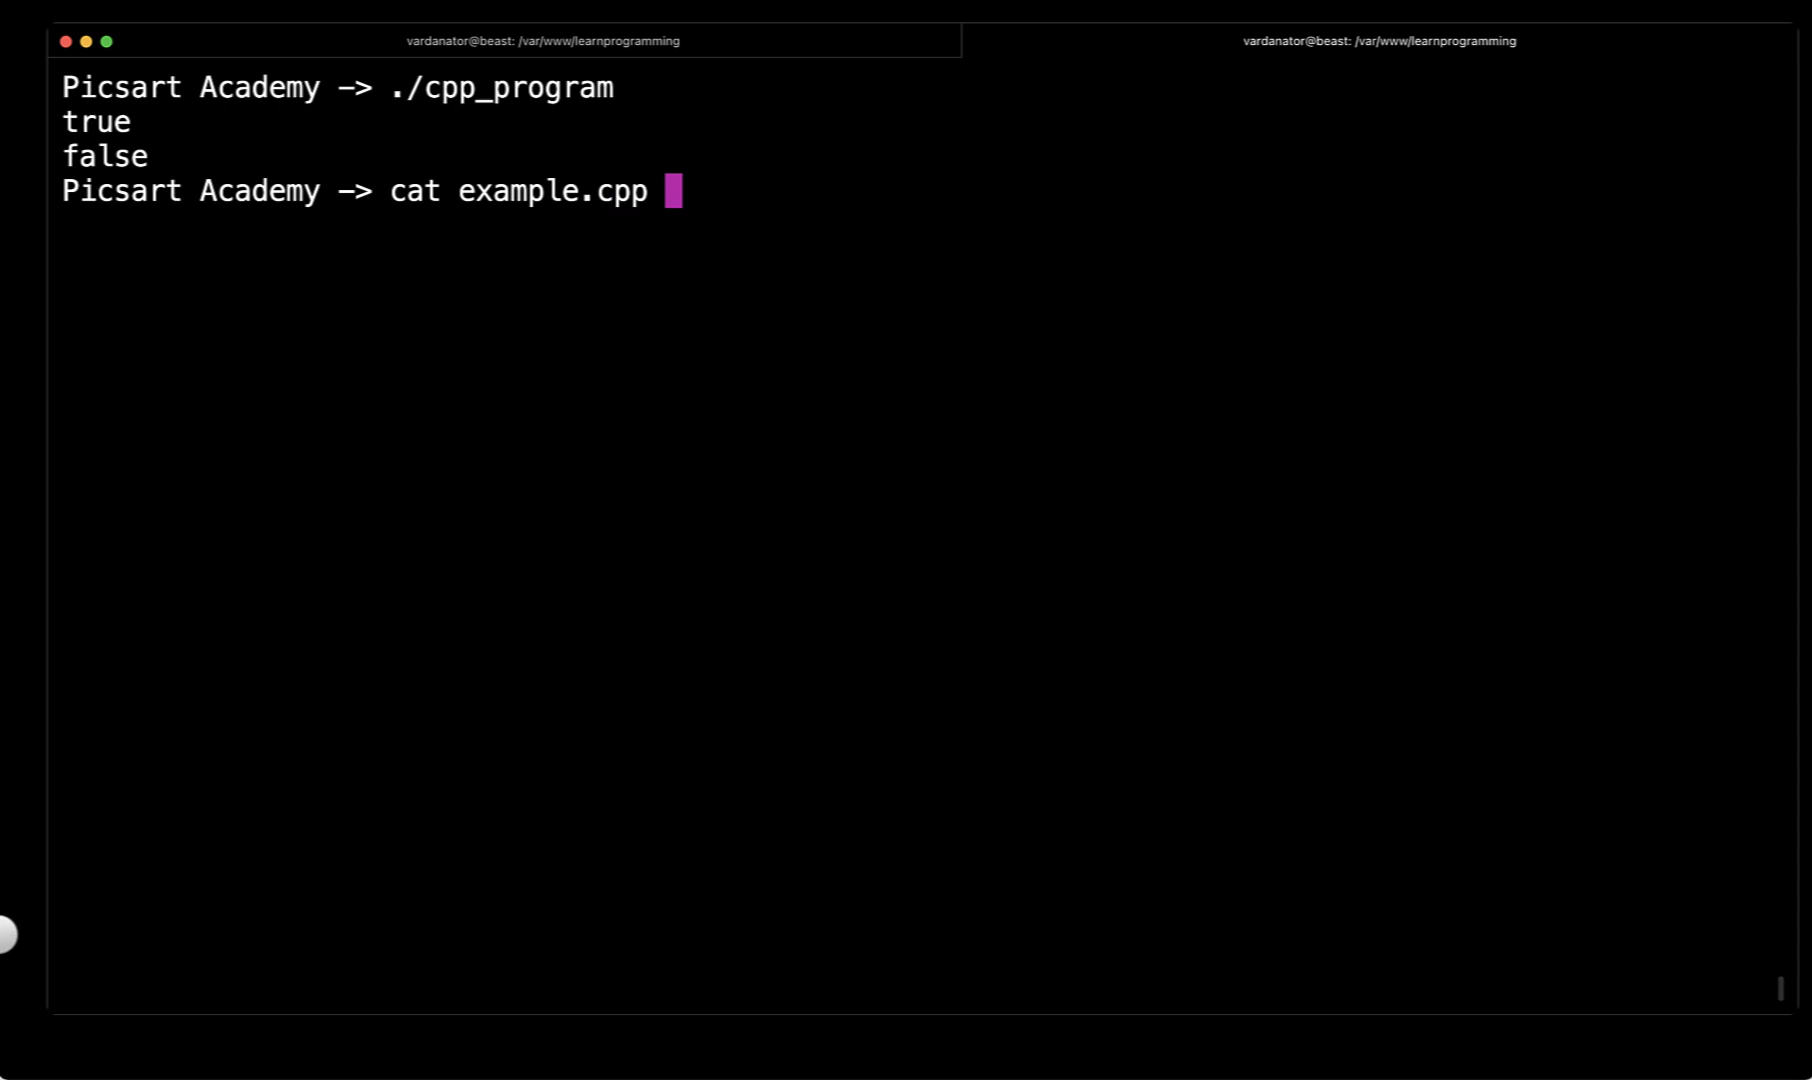 vardanator@beast: /var/www/learnprogramming
vardanator@beast: /var/www/learnprogramming
Picsart Academy -> ./cpp_program
true
false
Picsart Academy -> cat example.cpp